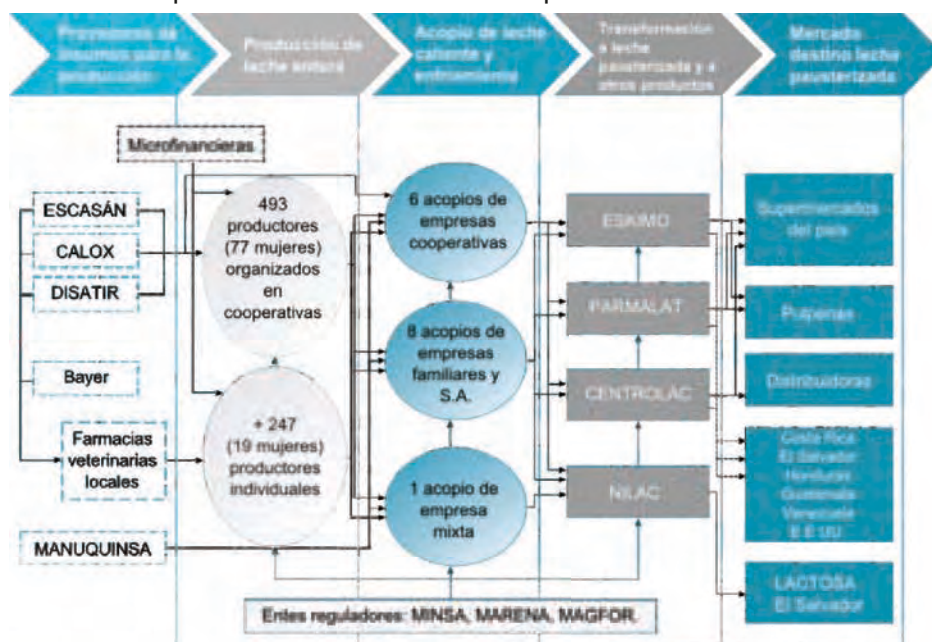 Proveedores de
insumos para la
producción
Producción de
leche entera
Acopio de leche
caliente y
enfriamiento
Transformación
a leche
pasteurizada y a
otros productos
Mercado
destino leche
pasteurizada
Microfinancieras
ESCASÁN
CALOX
DISATIR
Bayer
Farmacias
veterinarias
locales
MANUQUINSA
493
productores
(77 mujeres)
organizados
en
cooperativas
+ 247
(19 mujeres)
productores
individuales
6 acopios de
empresas
cooperativas
8 acopios de
empresas
familiares y
S.A.
1 acopio de
empresa
mixta
ESKIMO
PARMALAT
CENTROLAC
NILAC
Supermercados
del país
Pulperías
Distribuidoras
Costa Rica
El Salvador
Honduras
Guatemala
Venezuela
E.E.UU.
LACTOSA
El Salvador
Entes reguladores: MINSA, MARENA, MAGFOR.